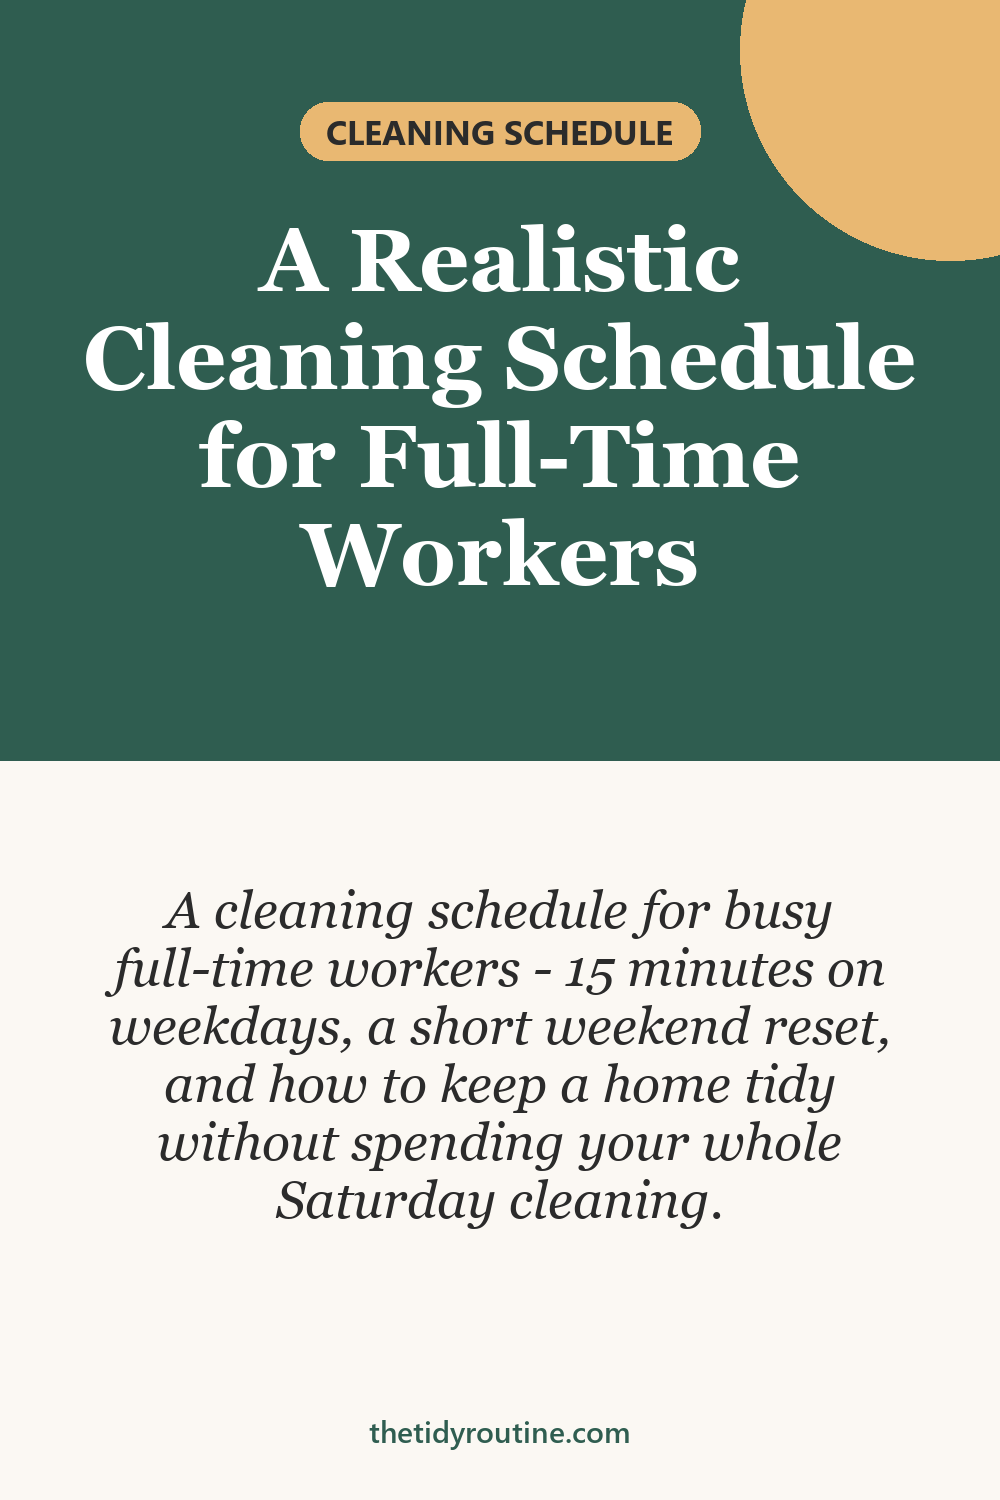 CLEANING SCHEDULE
A Realistic
Cleaning Schedule
for Full-Time
Workers
A cleaning schedule for busy
full-time workers - 15 minutes on
weekdays, a short weekend reset,
and how to keep a home tidy
without spending your whole
Saturday cleaning.
thetidyroutine.com